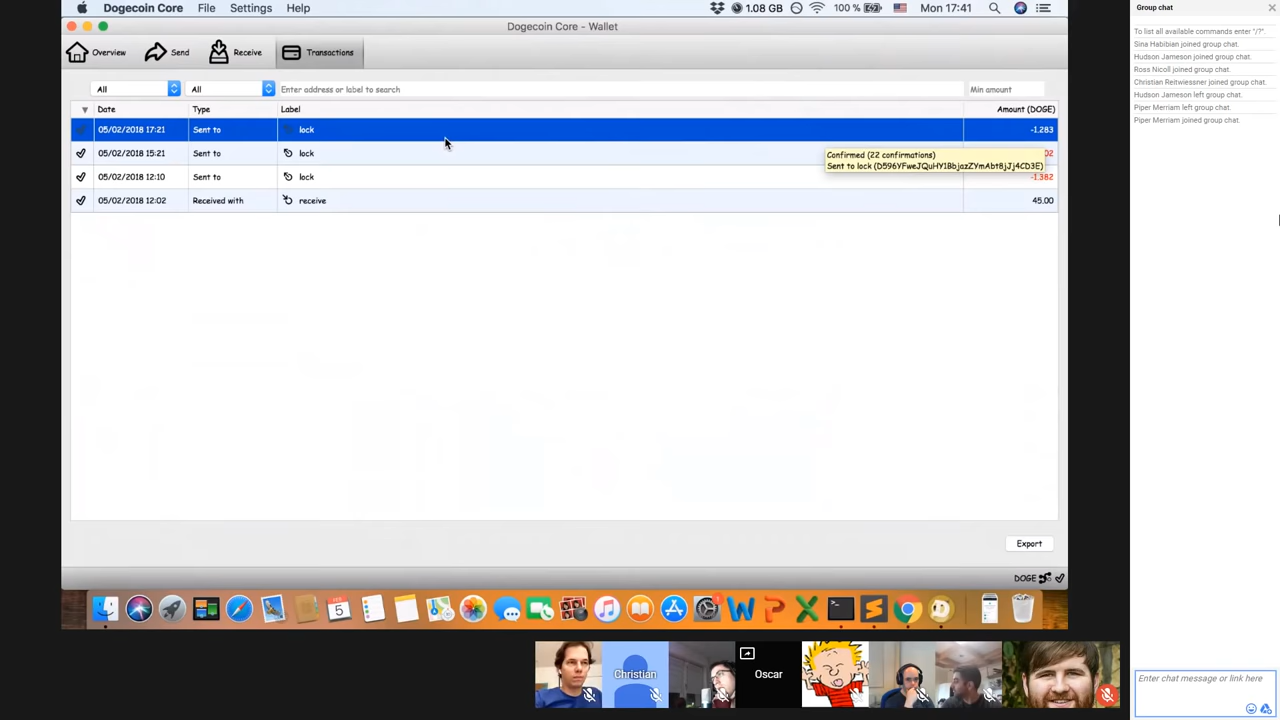 Dogecoin Core File Settings Help 1.08 GB 100% Mon 17:41
Dogecoin Core - Wallet
Overview Send Receive Transactions
All All Enter address or label to search Min amount
Date Type Label Amount (DOGE)
05/02/2018 17:21 Sent to lock -1.283
05/02/2018 15:21 Sent to lock 02
05/02/2018 12:10 Sent to lock -1.382
05/02/2018 12:02 Received with receive 45.00
Confirmed (22 confirmations)
Export
DOGE
5
Christian
Oscar
Group chat
To list all available commands enter "/?".
Sina Habibian joined group chat.
Hudson Jameson joined group chat.
Ross Nicoll joined group chat.
Christian Reitwiessner joined group chat.
Hudson Jameson left group chat.
Piper Merriam left group chat.
Piper Merriam joined group chat.
Enter chat message or link here